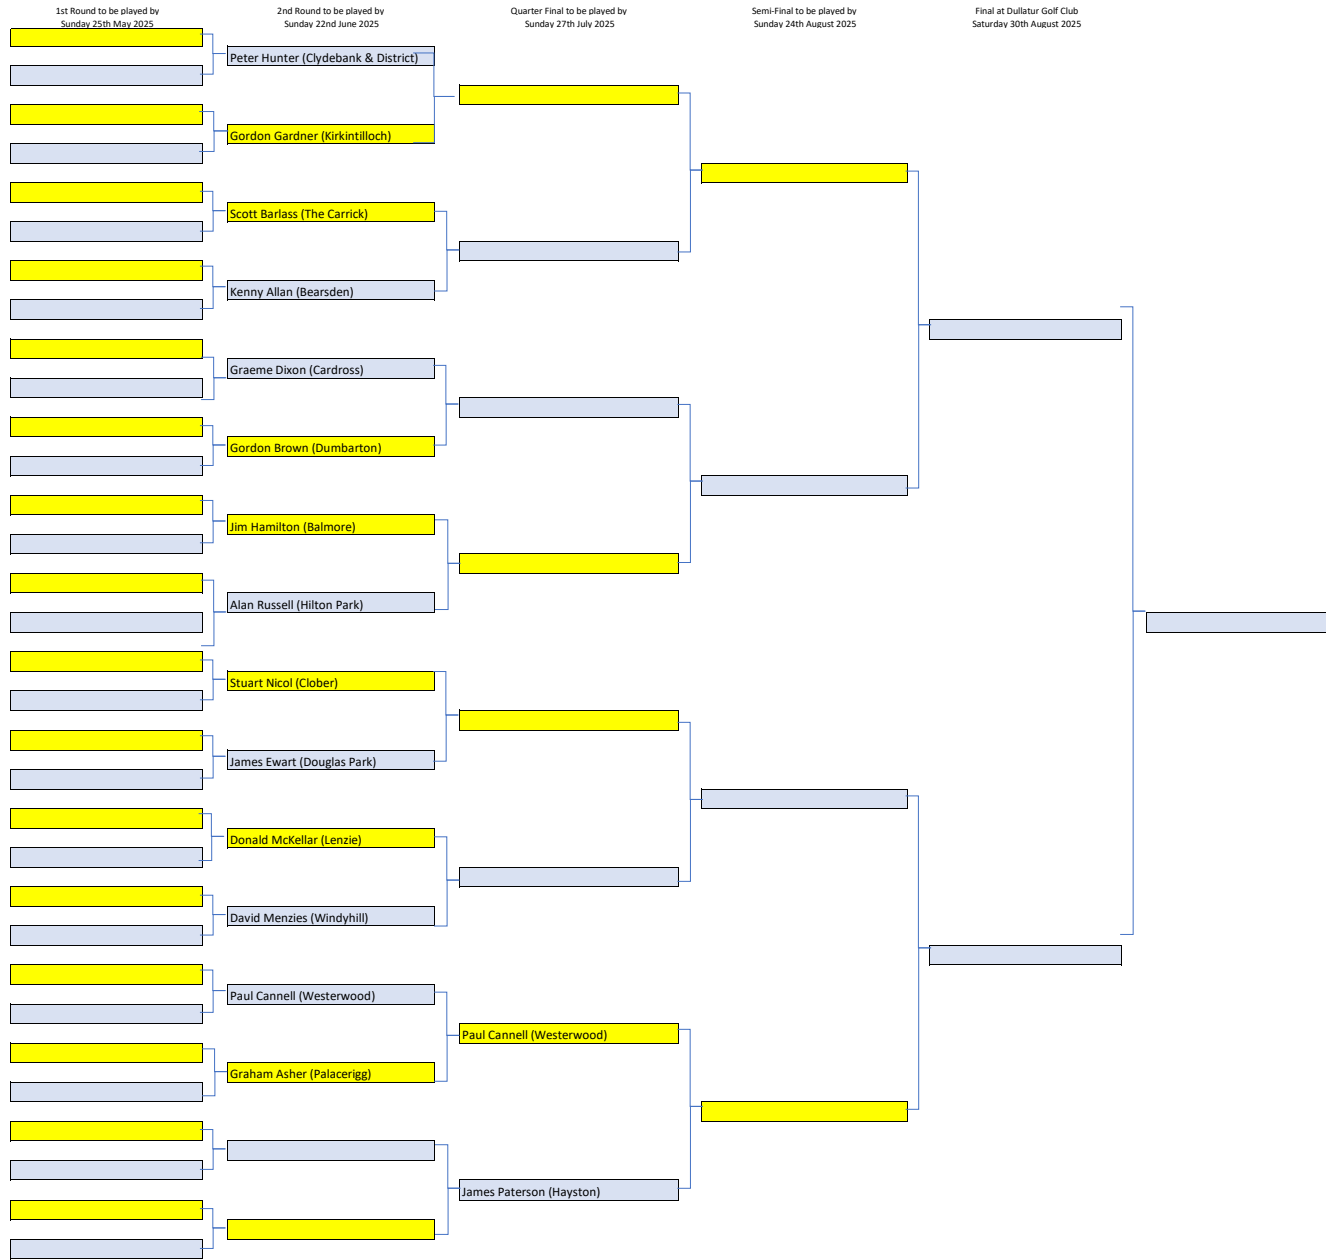 1st Round to be played by
Sunday 25th May 2025
2nd Round to be played by
Sunday 22nd June 2025
Quarter Final to be played by
Sunday 27th July 2025
Semi-Final to be played by
Sunday 24th August 2025
Final at Dullatur Golf Club
Saturday 30th August 2025
Peter Hunter (Clydebank & District)
Gordon Gardner (Kirkintilloch)
Scott Barlass (The Carrick)
Kenny Allan (Bearsden)
Graeme Dixon (Cardross)
Gordon Brown (Dumbarton)
Jim Hamilton (Balmore)
Alan Russell (Hilton Park)
Stuart Nicol (Clober)
James Ewart (Douglas Park)
Donald McKellar (Lenzie)
David Menzies (Windyhill)
Paul Cannell (Westerwood)
Graham Asher (Palacerigg)
Paul Cannell (Westerwood)
James Paterson (Hayston)